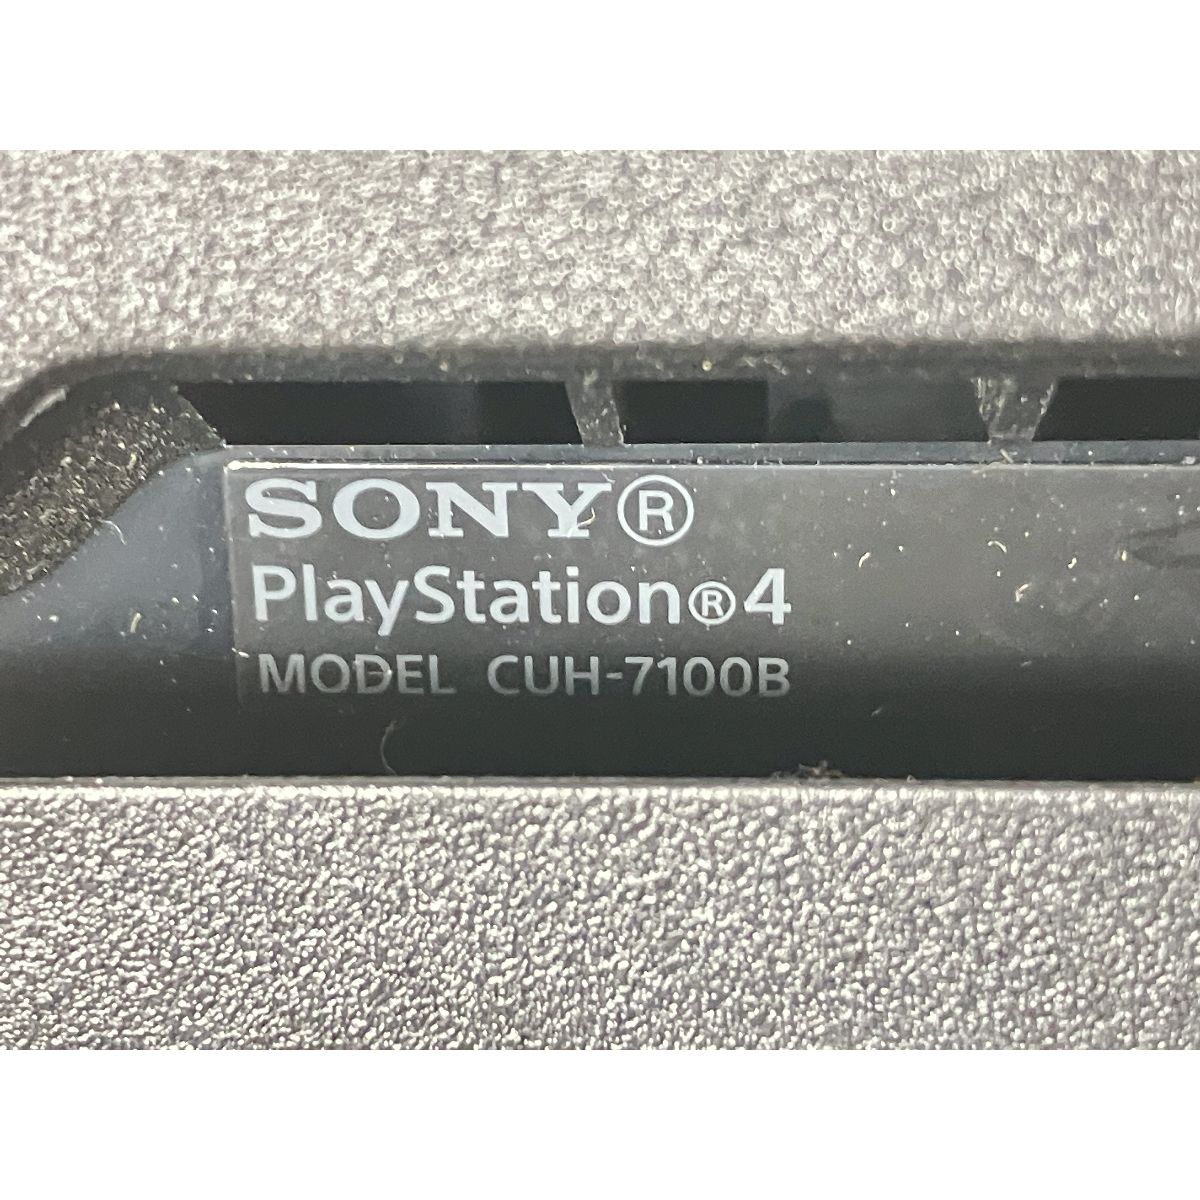 SONY®
PlayStation®4
MODEL CUH-7100B